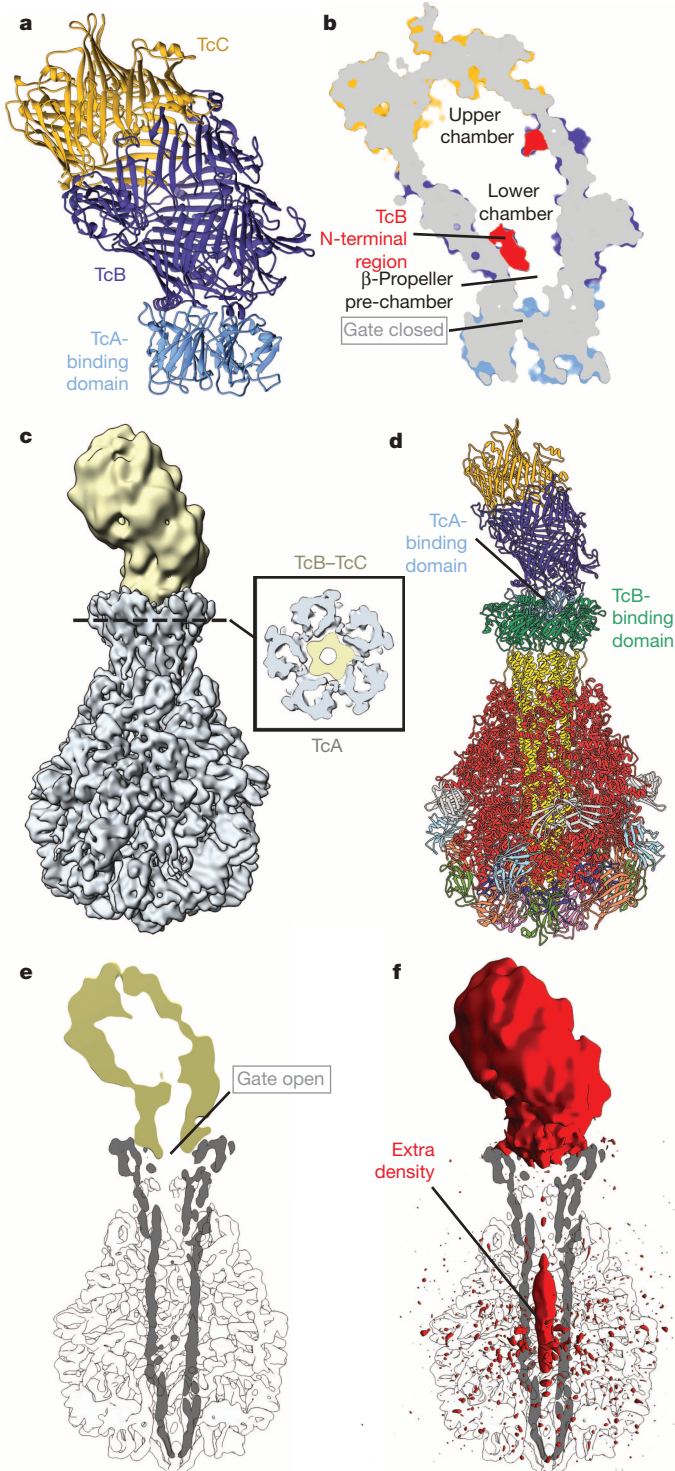 a
TcC
TcB
TcA-
binding
domain
b
Upper
chamber
Lower
chamber
TcB
N-terminal
region
β-Propeller
pre-chamber
Gate closed
c
TcB–TcC
TcA
d
TcA-
binding
domain
TcB-
binding
domain
e
Gate open
f
Extra
density